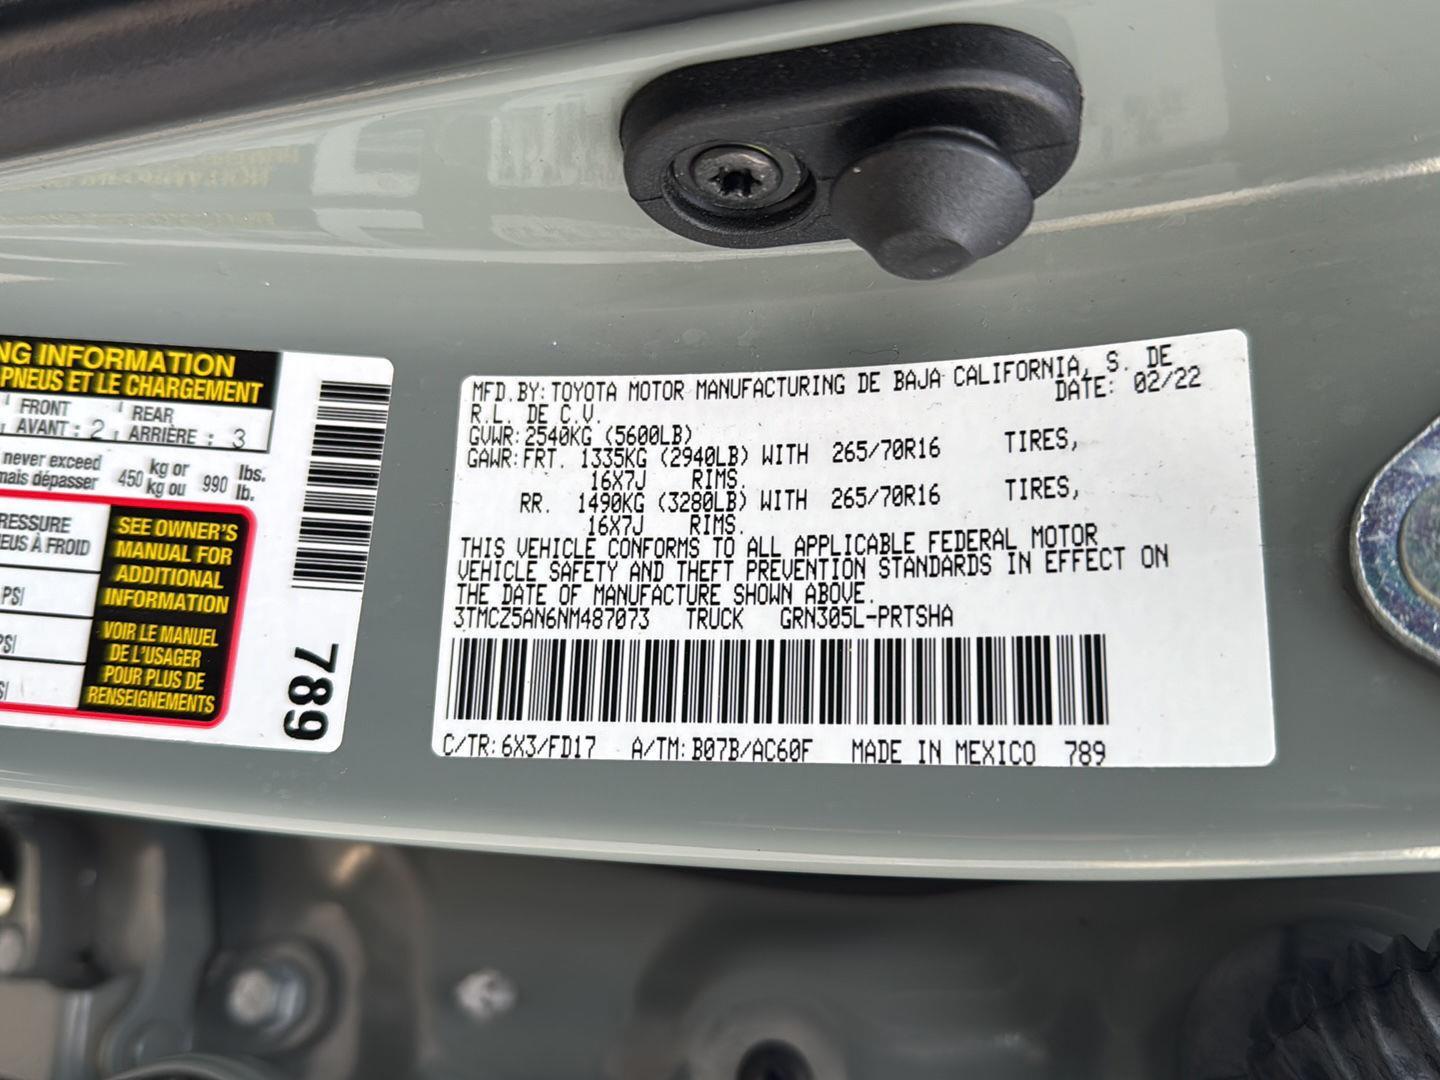 NG INFORMATION
PNEUS ET LE CHARGEMENT
FRONT
AVANT : 2
REAR
ARRIÈRE : 3
never exceed
mais dépasser
450 kg or
kg ou
990 lbs.
lb.
RESSURE
EUS À FROID
PSI
PSI
SI
SEE OWNER'S
MANUAL FOR
ADDITIONAL
INFORMATION
VOIR LE MANUEL
DE L'USAGER
POUR PLUS DE
RENSEIGNEMENTS
789
MFD.BY:TOYOTA MOTOR MANUFACTURING DE BAJA CALIFORNIA, S. DE
R.L. DE C.V. DATE: 02/22
GVWR:2540KG (5600LB)
GAWR:FRT. 1335KG (2940LB) WITH 265/70R16 TIRES,
16X7J RIMS.
RR. 1490KG (3280LB) WITH 265/70R16 TIRES,
16X7J RIMS.
THIS VEHICLE CONFORMS TO ALL APPLICABLE FEDERAL MOTOR
VEHICLE SAFETY AND THEFT PREVENTION STANDARDS IN EFFECT ON
THE DATE OF MANUFACTURE SHOWN ABOVE.
3TMCZ5AN6NM487073 TRUCK GRN305L-PRTSHA
C/TR:6X3/FD17 A/TM:B07B/AC60F MADE IN MEXICO 789